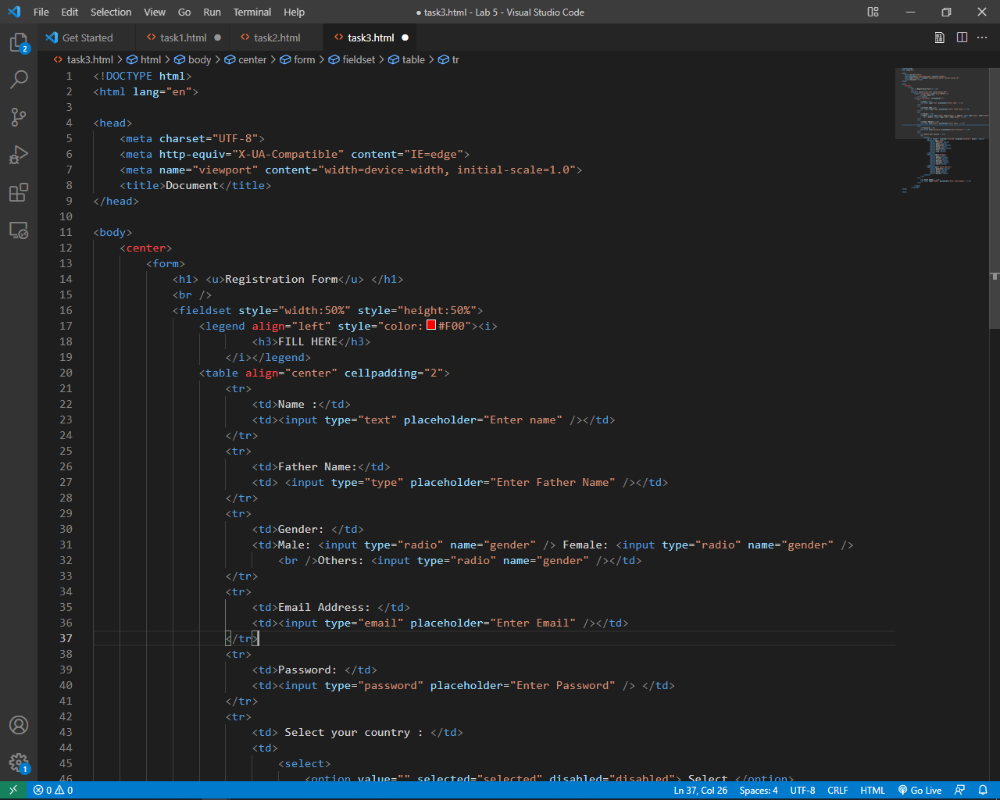 File Edit Selection View Go Run Terminal Help ● task3.html - Lab 5 - Visual Studio Code
Get Started task1.html task2.html task3.html
task3.html > html > body > center > form > fieldset > table > tr
1 <!DOCTYPE html>
2 <html lang="en">
3
4 <head>
5 <meta charset="UTF-8">
6 <meta http-equiv="X-UA-Compatible" content="IE=edge">
7 <meta name="viewport" content="width=device-width, initial-scale=1.0">
8 <title>Document</title>
9 </head>
10
11 <body>
12 <center>
13 <form>
14 <h1> <u>Registration Form</u> </h1>
15 <br />
16 <fieldset style="width:50%" style="height:50%">
17 <legend align="left" style="color:#F00"><i>
18 <h3>FILL HERE</h3>
19 </i></legend>
20 <table align="center" cellpadding="2">
21 <tr>
22 <td>Name :</td>
23 <td><input type="text" placeholder="Enter name" /></td>
24 </tr>
25 <tr>
26 <td>Father Name:</td>
27 <td> <input type="type" placeholder="Enter Father Name" /></td>
28 </tr>
29 <tr>
30 <td>Gender: </td>
31 <td>Male: <input type="radio" name="gender" /> Female: <input type="radio" name="gender" />
32 <br />Others: <input type="radio" name="gender" /></td>
33 </tr>
34 <tr>
35 <td>Email Address: </td>
36 <td><input type="email" placeholder="Enter Email" /></td>
37 </tr>
38 <tr>
39 <td>Password: </td>
40 <td><input type="password" placeholder="Enter Password" /> </td>
41 </tr>
42 <tr>
43 <td> Select your country : </td>
44 <td>
45 <select>
46 <option value="" selected="selected" disabled="disabled"> Select </option>
2
1
0 0 Ln 37, Col 26 Spaces: 4 UTF-8 CRLF HTML Go Live